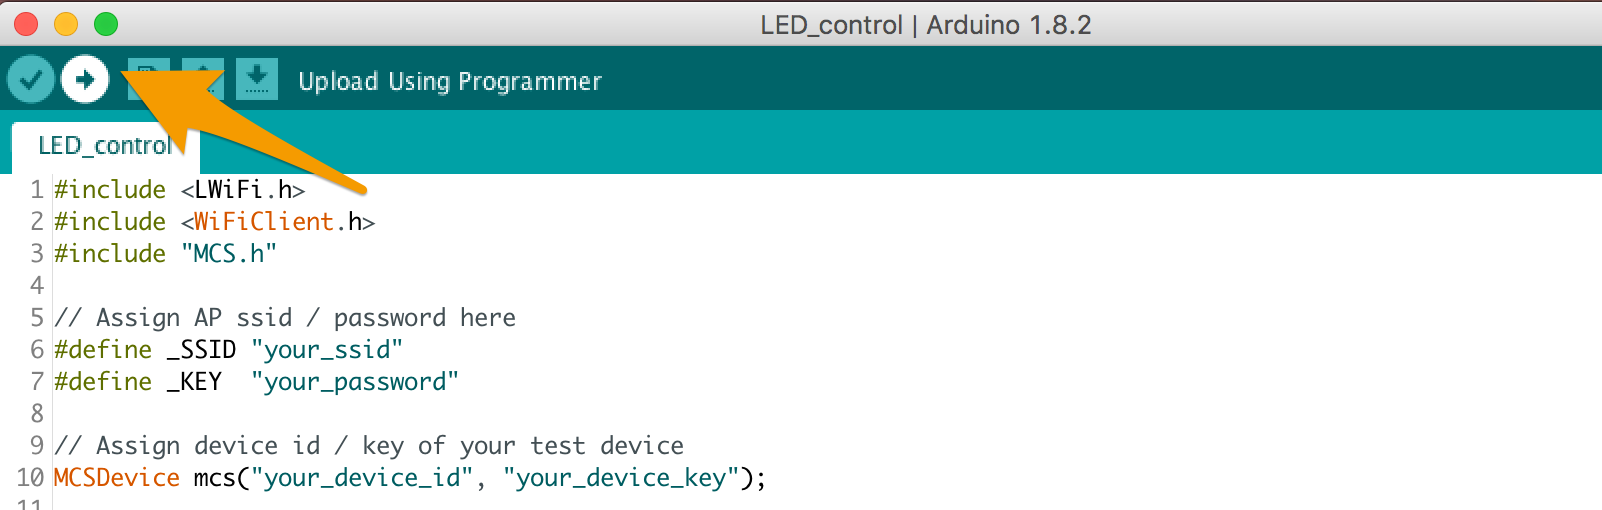 LED_control | Arduino 1.8.2
Upload Using Programmer
LED_control
1 #include <LWiFi.h>
2 #include <WiFiClient.h>
3 #include "MCS.h"
4
5 // Assign AP ssid / password here
6 #define _SSID "your_ssid"
7 #define _KEY  "your_password"
8
9 // Assign device id / key of your test device
10 MCSDevice mcs("your_device_id", "your_device_key");
11